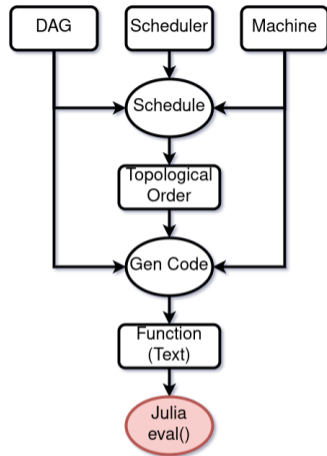 DAG
Scheduler
Machine
Schedule
Topological
Order
Gen Code
Function
(Text)
Julia
eval()